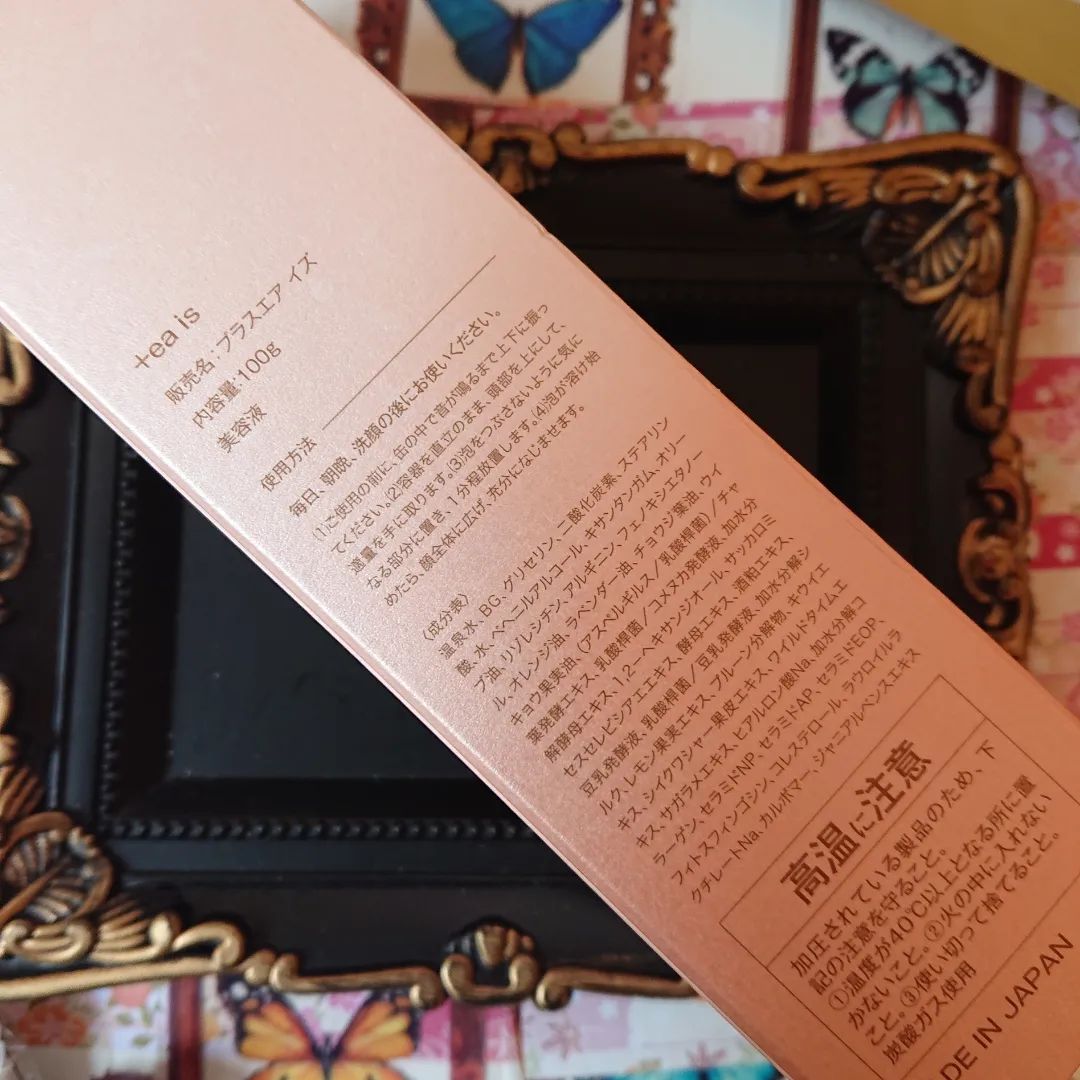 +ea is
販売名：プラスエア イズ
内容量：100g
美容液
使用方法
毎日、朝晩、洗顔の後にお使いください。
(1)ご使用の前に、缶の中で音が鳴るまで上下に振っ
てください。(2)容器を直立のまま、頭部を上にして、
適量を手に取ります。(3)泡をつぶさないように気に
なる部分に置き、1分程放置します。(4)泡が溶け始
めたら、顔全体に広げ、充分になじませます。
〈成分表〉
温泉水、BG、グリセリン、二酸化炭素、ステアリン
酸、水、ベヘニルアルコール、キサンタンガム、オリー
ブ油、リゾレシチン、アルギニン、フェノキシエタノー
ル、オレンジ油、ラベンダー油、チョウジ葉油、ウイ
キョウ果実油、(アスペルギルス/乳酸桿菌)/チャ
葉発酵エキス、乳酸桿菌/コメヌカ発酵液、加水分
解酵母エキス、1,2-ヘキサンジオール、サッカロミ
セスセレビシアエエキス、酵母エキス、酒粕エキス、
豆乳発酵液、乳酸桿菌/豆乳発酵液、加水分解シ
ルク、レモン果実エキス、プルーン分解物、キウイエ
キス、シイクワシャー果皮エキス、ワイルドタイムエ
キス、サガラメエキス、ヒアルロン酸Na、加水分解コ
ラーゲン、セラミドNP、セラミドAP、セラミドEOP、
フィトスフィンゴシン、コレステロール、ラウロイルラ
クチレートNa、カルボマー、ジャニアルベンスエキス
高温に注意
加圧されている製品のため、下
記の注意を守ること。
①温度が40℃以上となる所に置
かないこと。②火の中に入れない
こと。③使い切って捨てること。
炭酸ガス使用
DE IN JAPAN